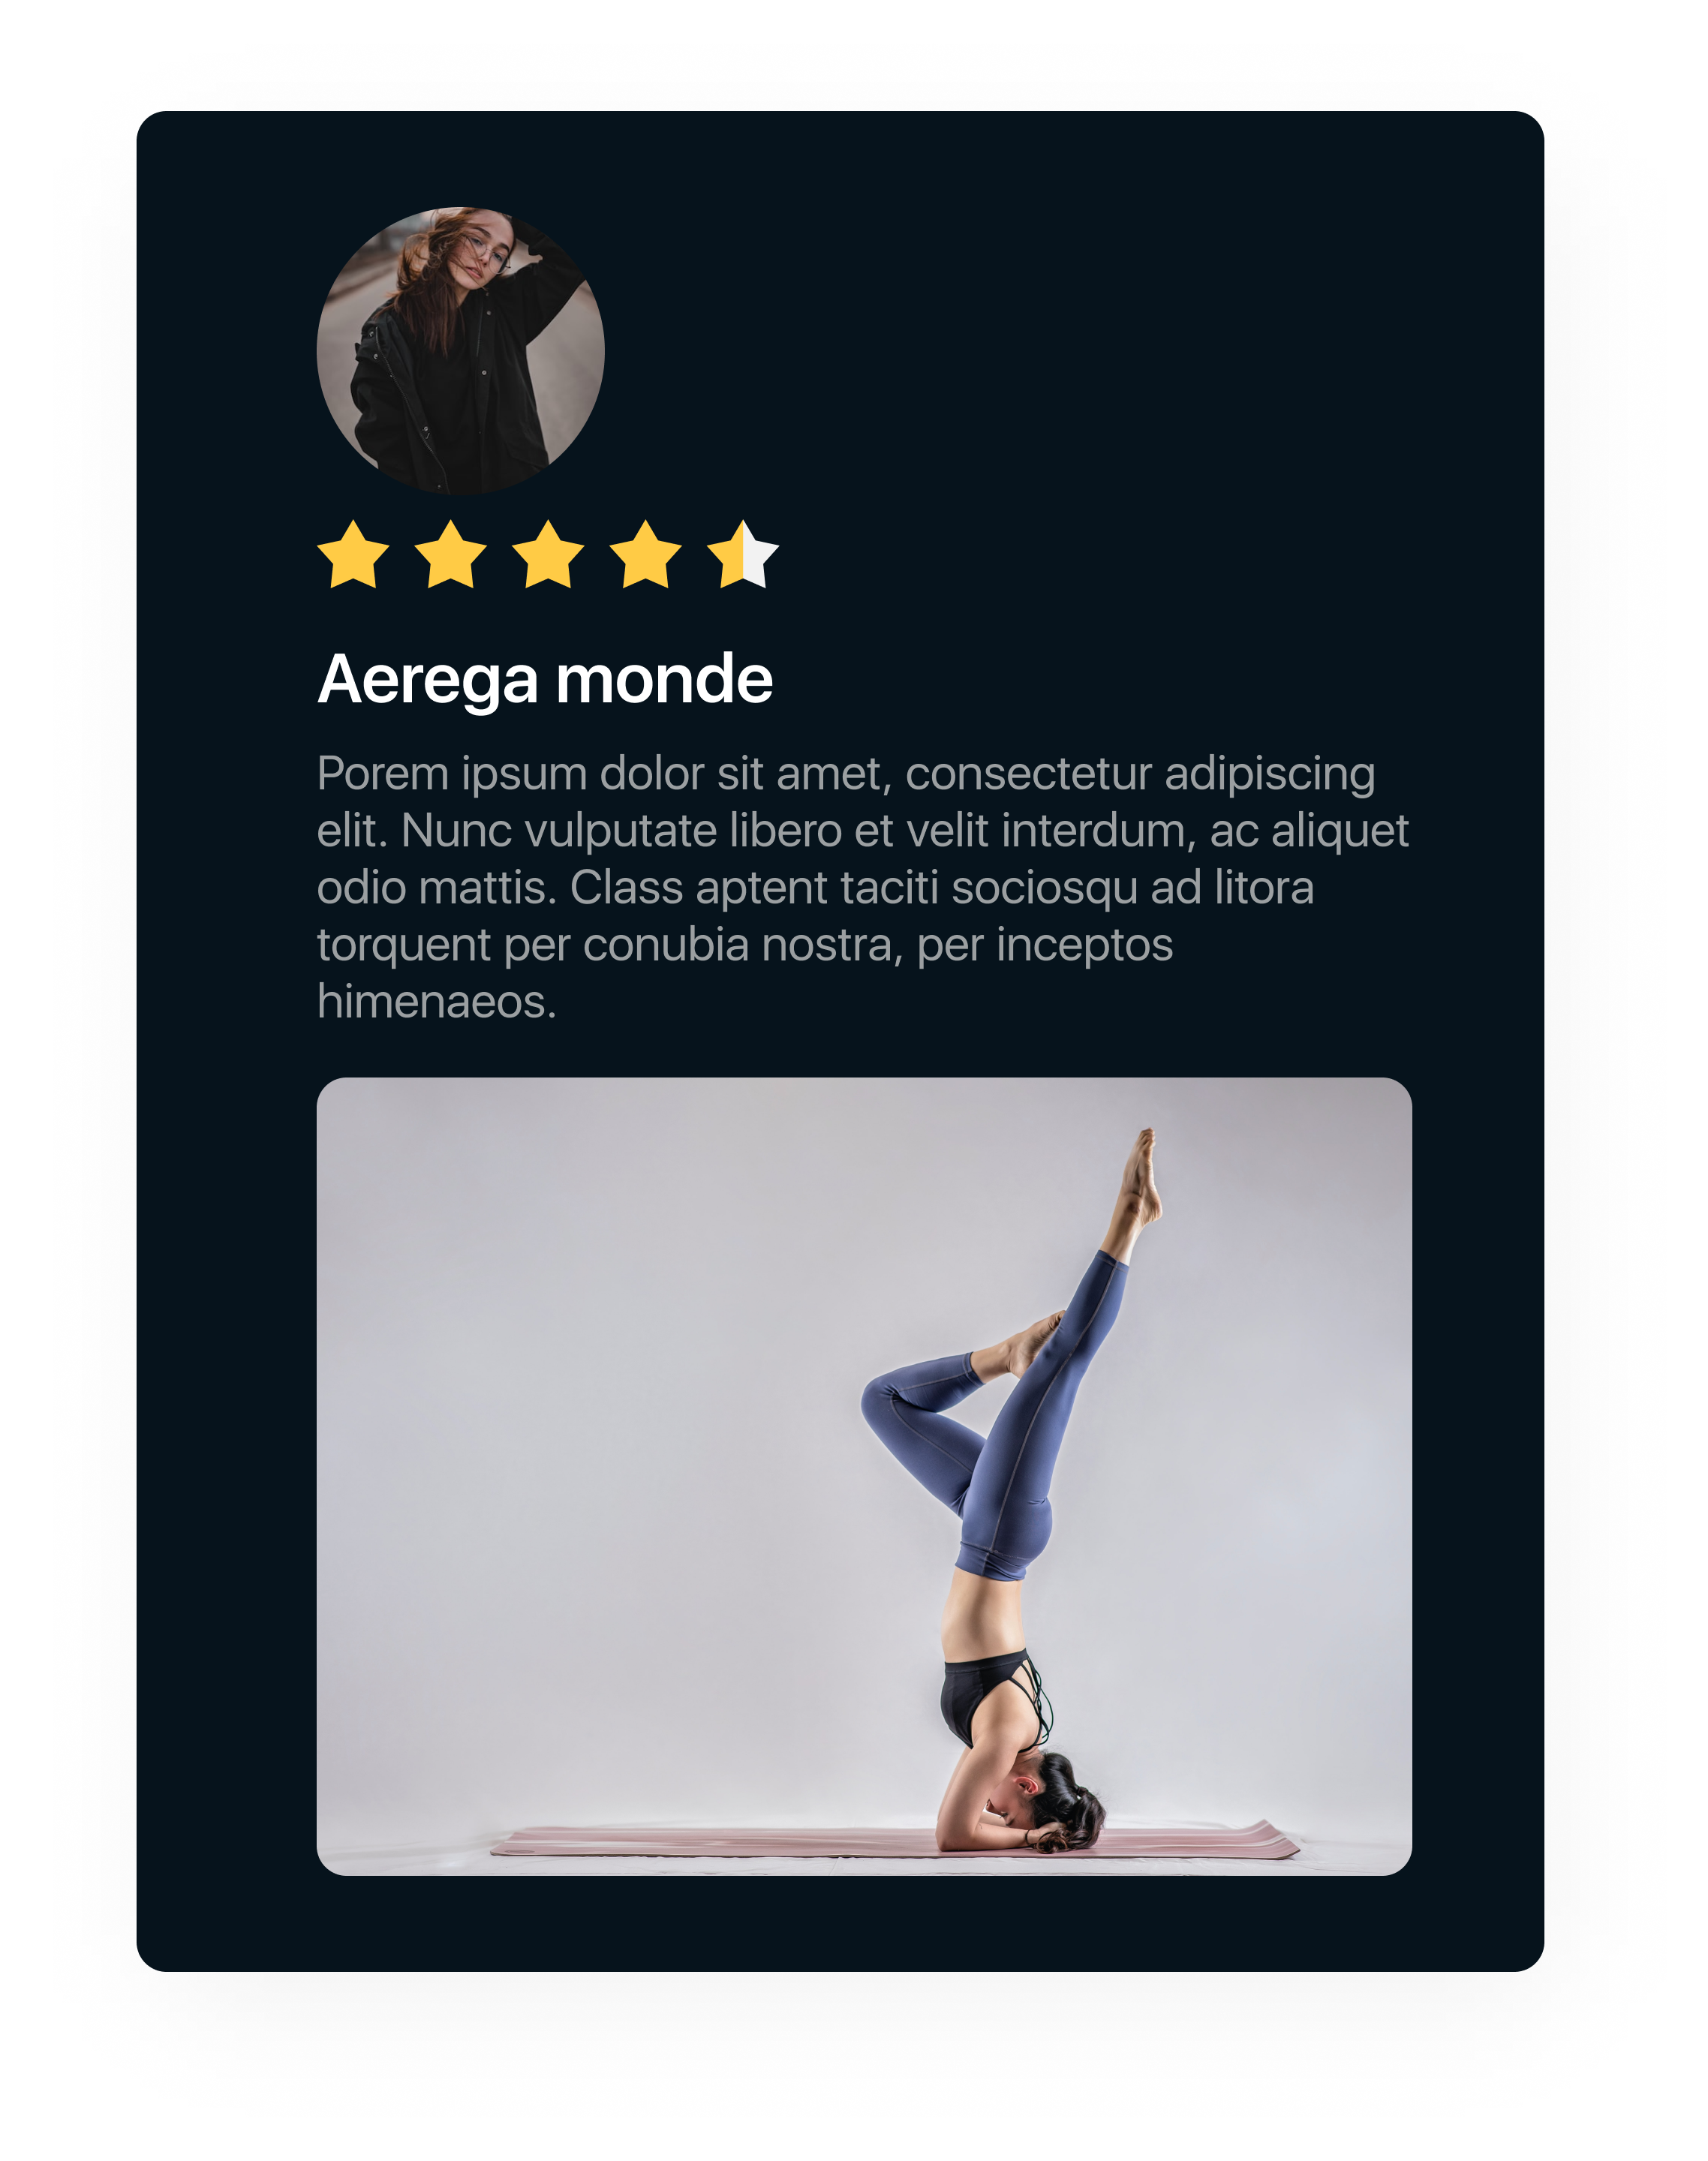 Aerega monde
Porem ipsum dolor sit amet, consectetur adipiscing
elit. Nunc vulputate libero et velit interdum, ac aliquet
odio mattis. Class aptent taciti sociosqu ad litora
torquent per conubia nostra, per inceptos
himenaeos.